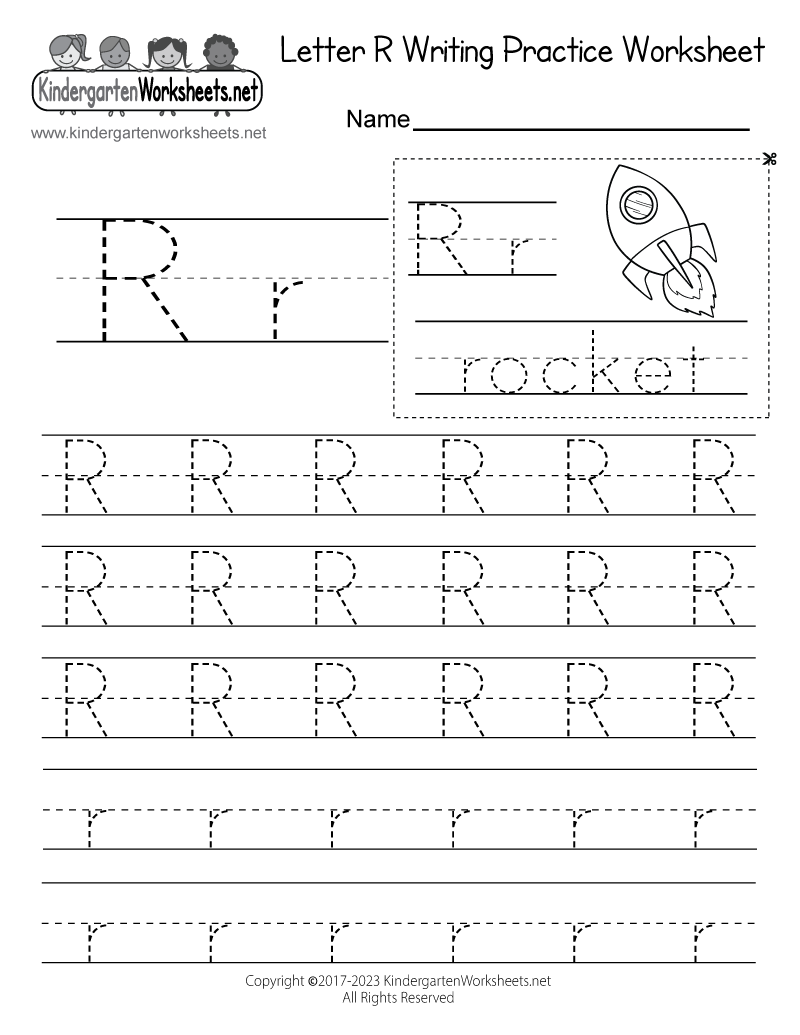 Letter R Writing Practice Worksheet
KindergartenWorksheets.net
www.kindergartenworksheets.net
Name
R r
R r
rocket
R R R R R R
R R R R R R
R R R R R R
r r r r r r
r r r r r r
Copyright ©2017-2023 KindergartenWorksheets.net
All Rights Reserved